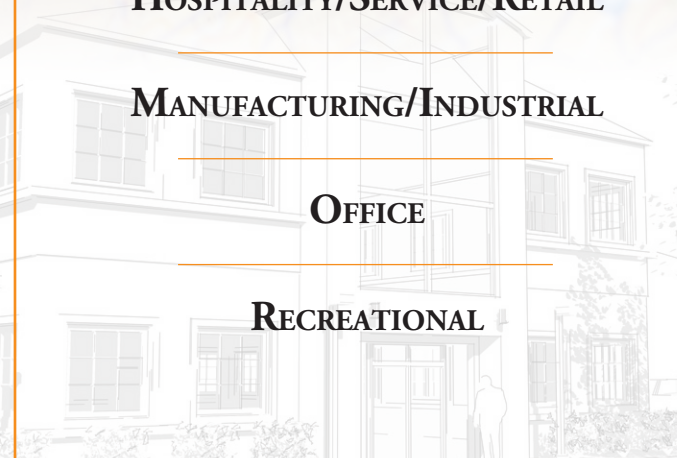 Hospitality/Service/Retail
Manufacturing/Industrial
Office
Recreational